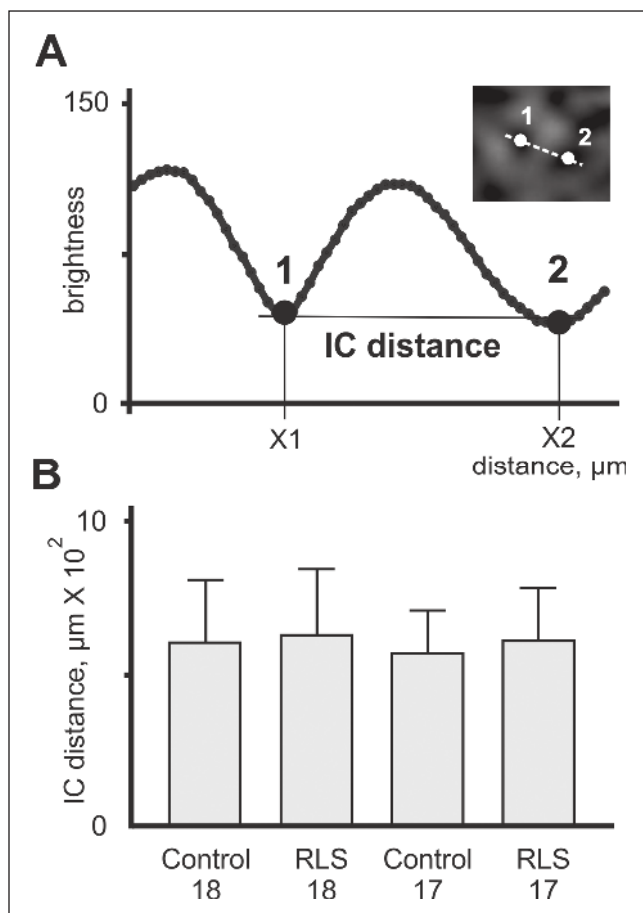 A
150
1
2
brightness
1
2
IC distance
0
X1
X2
distance, µm
B
10
IC distance, µm X 10²
0
Control
18
RLS
18
Control
17
RLS
17